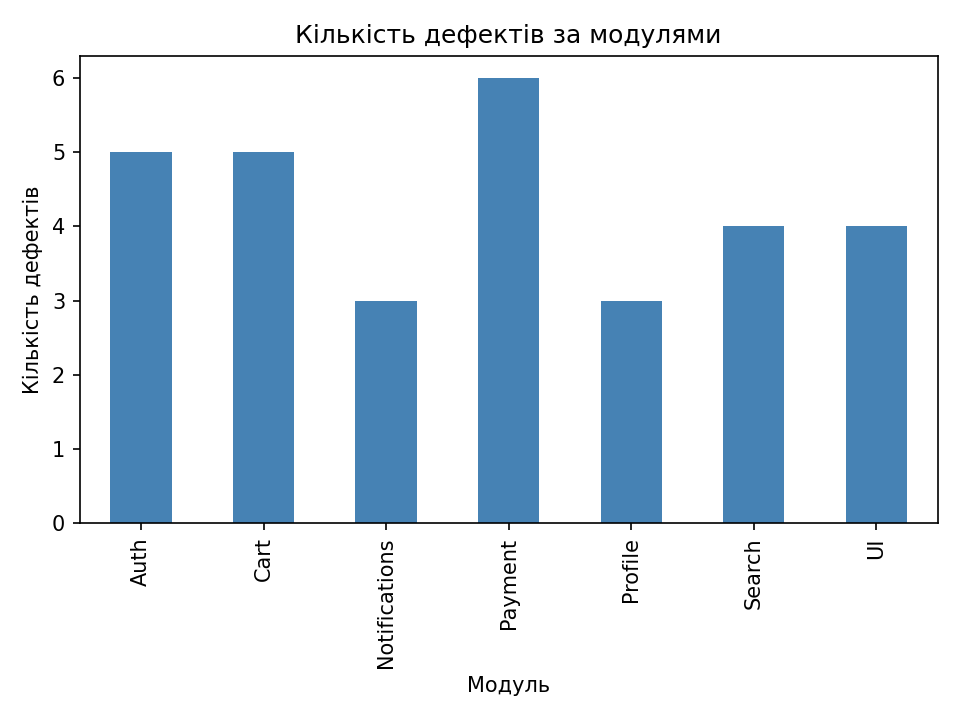 Кількість дефектів за модулями
Кількість дефектів
6
5
4
3
2
1
0
Auth
Cart
Notifications
Payment
Profile
Search
UI
Модуль